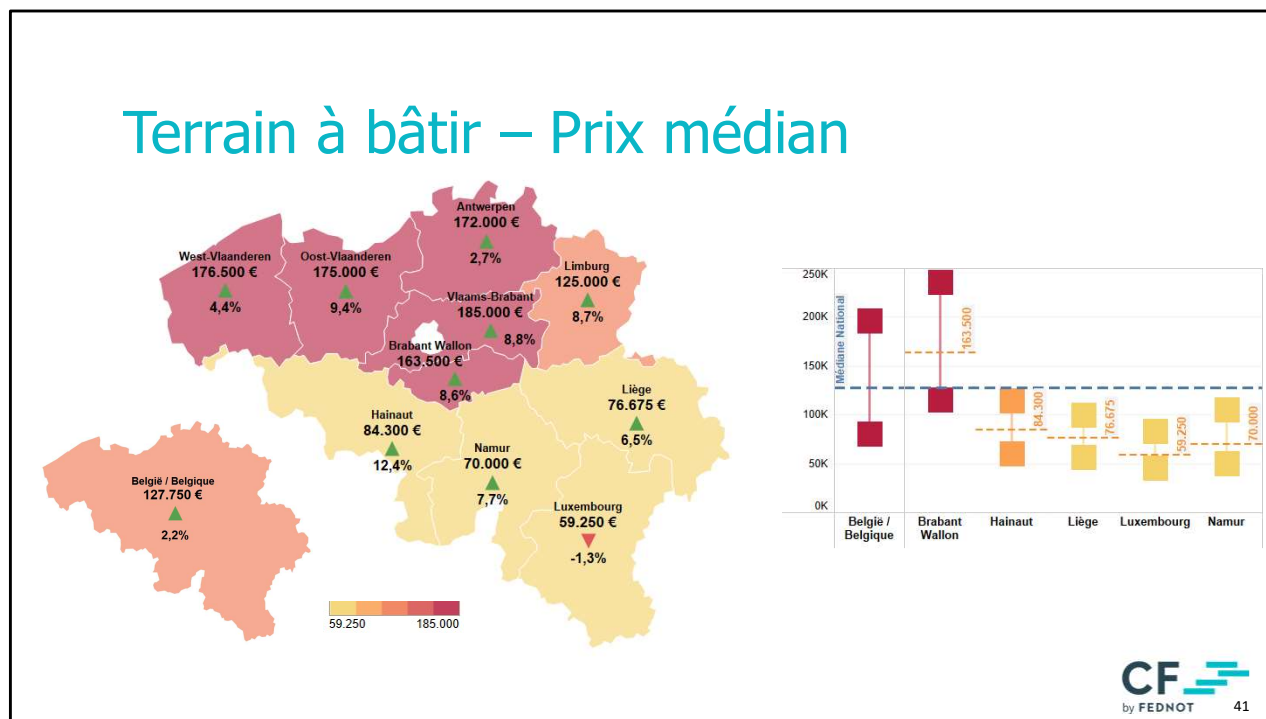 Terrain à bâtir – Prix médian
Antwerpen
172.000 €
2,7%
West-Vlaanderen
176.500 €
4,4%
Oost-Vlaanderen
175.000 €
9,4%
Limburg
125.000 €
8,7%
Vlaams-Brabant
185.000 €
8,8%
Brabant Wallon
163.500 €
8,6%
Liège
76.675 €
6,5%
Hainaut
84.300 €
12,4%
Namur
70.000 €
7,7%
Luxembourg
59.250 €
-1,3%
België / Belgique
127.750 €
2,2%
59.250
185.000
250K
200K
150K
100K
50K
0K
Médiane National
163.500
84.300
76.675
59.250
70.000
België /
Belgique
Brabant
Wallon
Hainaut
Liège
Luxembourg
Namur
CF
by FEDNOT
41